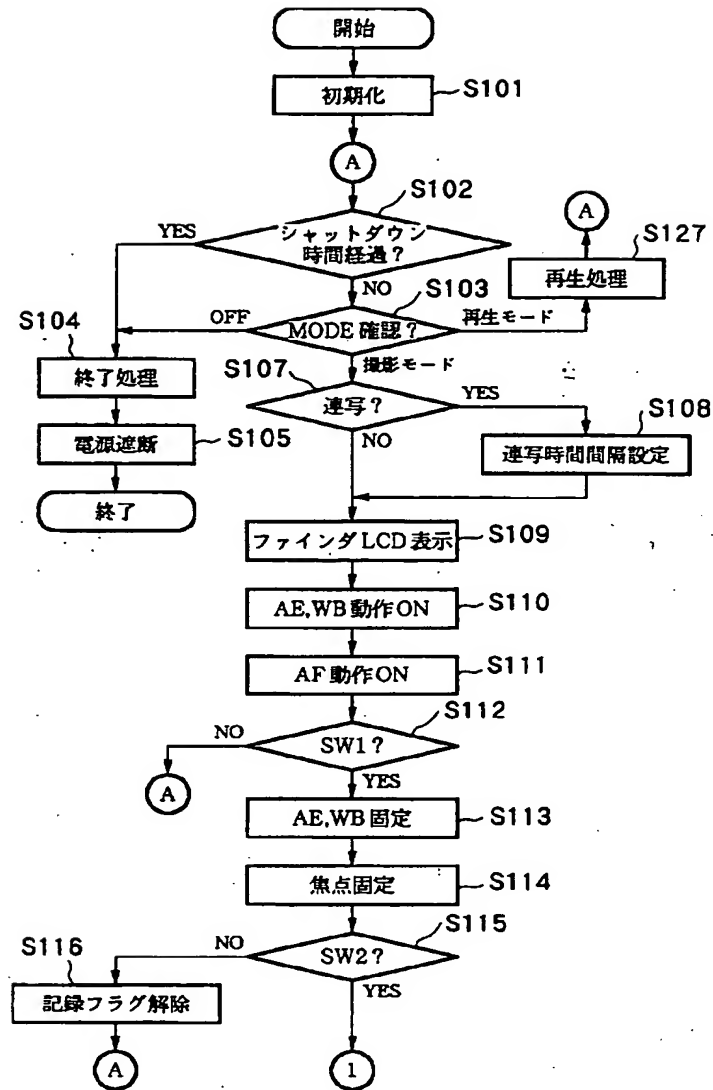 開始
初期化
S101
A
S102
シャットダウン
時間経過？
YES
NO
A
S127
再生処理
S103
MODE 確認？
OFF
再生モード
撮影モード
S104
終了処理
電源遮断
S105
終了
S107
連写？
YES
NO
S108
連写時間間隔設定
ファインダLCD表示
S109
AE,WB動作ON
S110
AF動作ON
S111
S112
SW1？
NO
YES
A
AE,WB固定
S113
焦点固定
S114
S115
SW2？
NO
YES
S116
記録フラグ解除
A
1